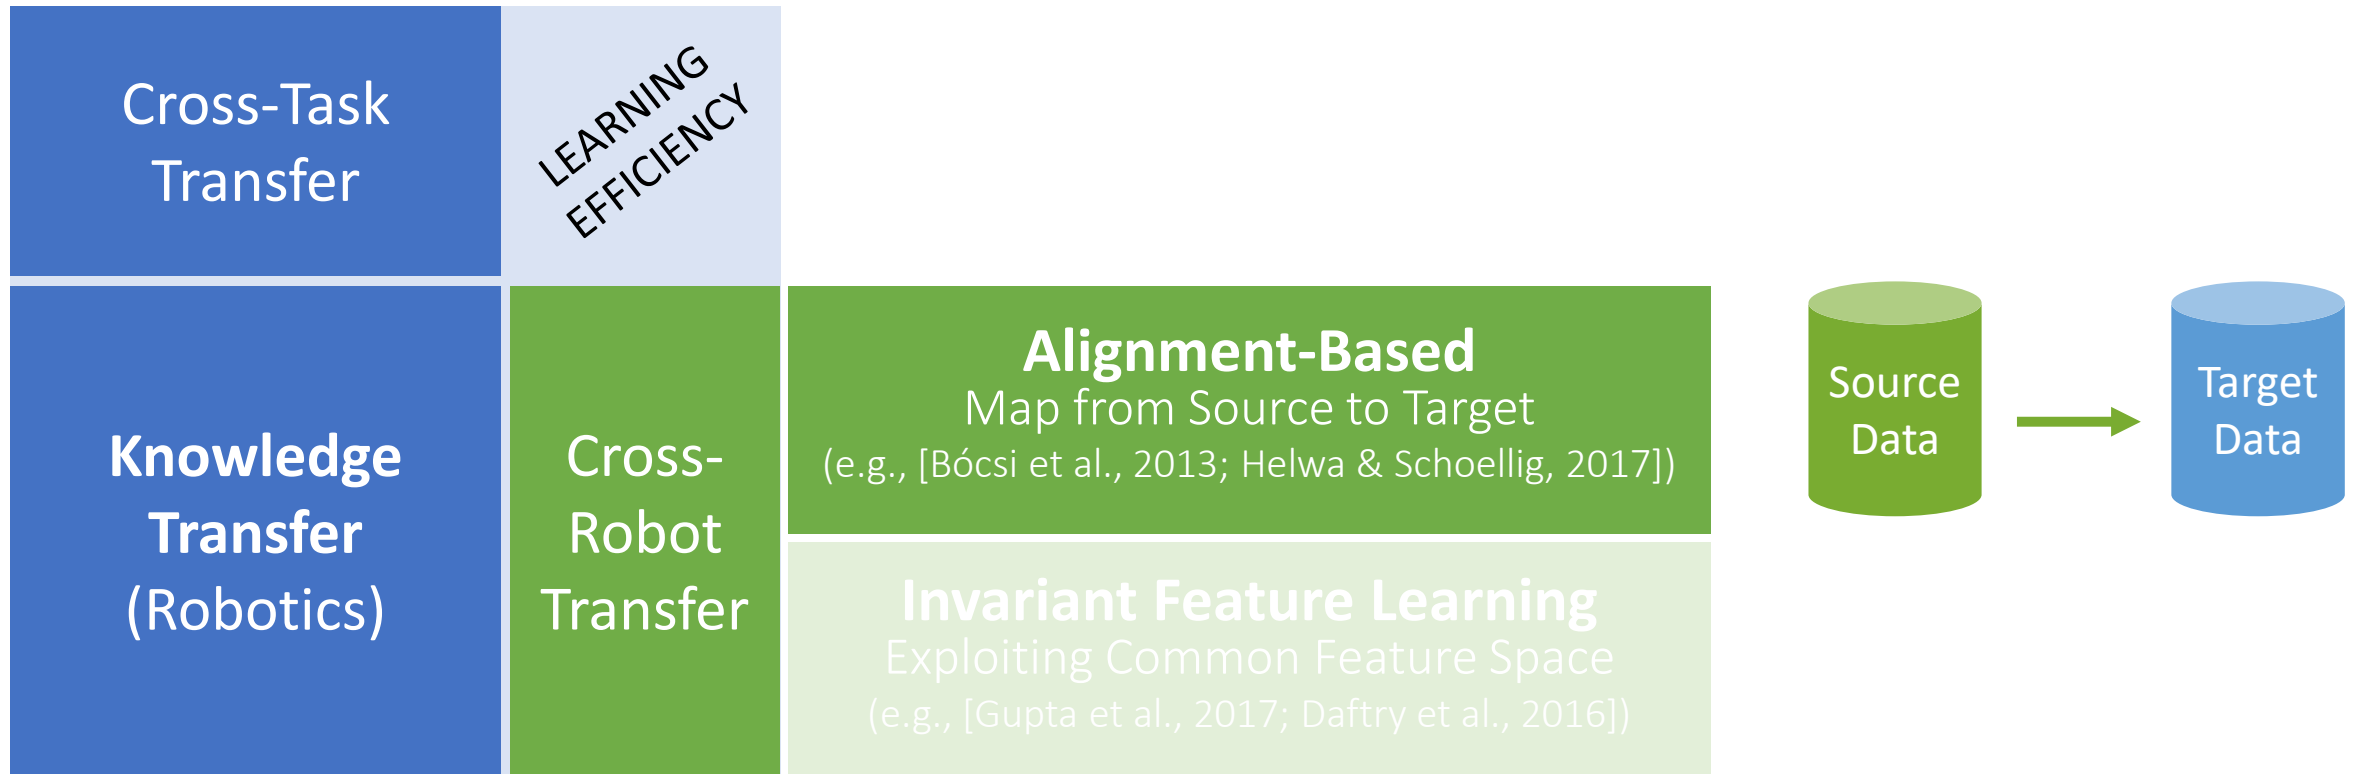 Cross-Task
Transfer
LEARNING
EFFICIENCY
Knowledge
Transfer
(Robotics)
Cross-
Robot
Transfer
Alignment-Based
Map from Source to Target
(e.g., [Bócsi et al., 2013; Helwa & Schoellig, 2017])
Invariant Feature Learning
Exploiting Common Feature Space
(e.g., [Gupta et al., 2017; Daftry et al., 2016])
Source
Data
Target
Data